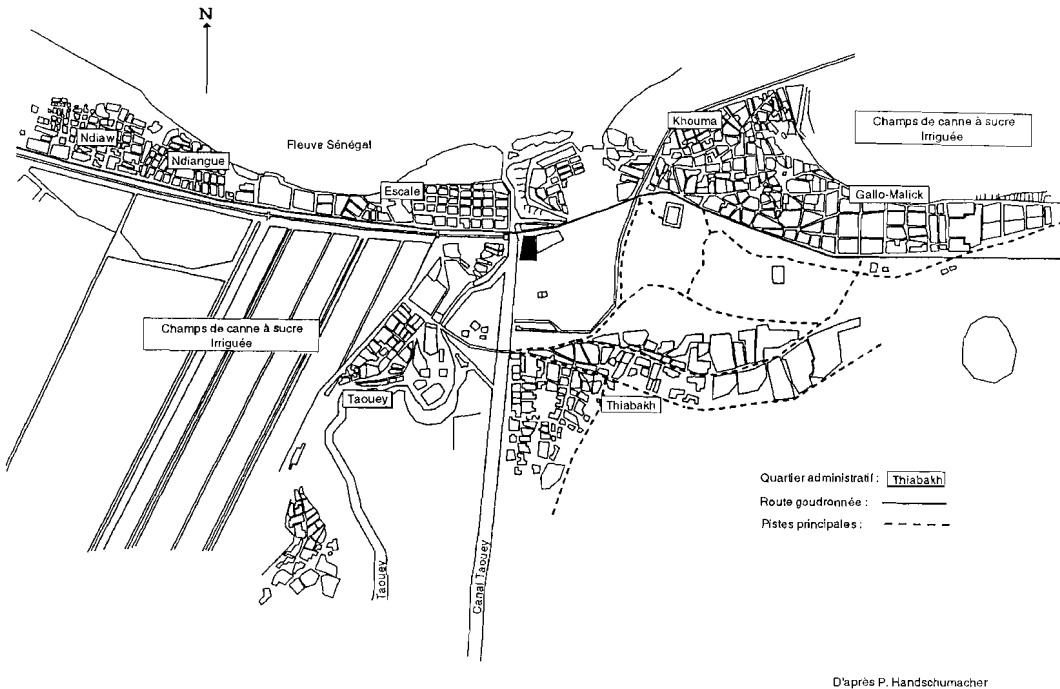 N
Ndiaw
Ndiangue
Fleuve Sénégal
Escale
Khouma
Champs de canne à sucre
Irriguée
Gallo-Malick
Champs de canne à sucre
Irriguée
Taouey
Thiabakh
Taouey
Canal Taouey
Quartier administratif : Thiabakh
Route goudronnée :
Pistes principales :
D'après P. Handschumacher